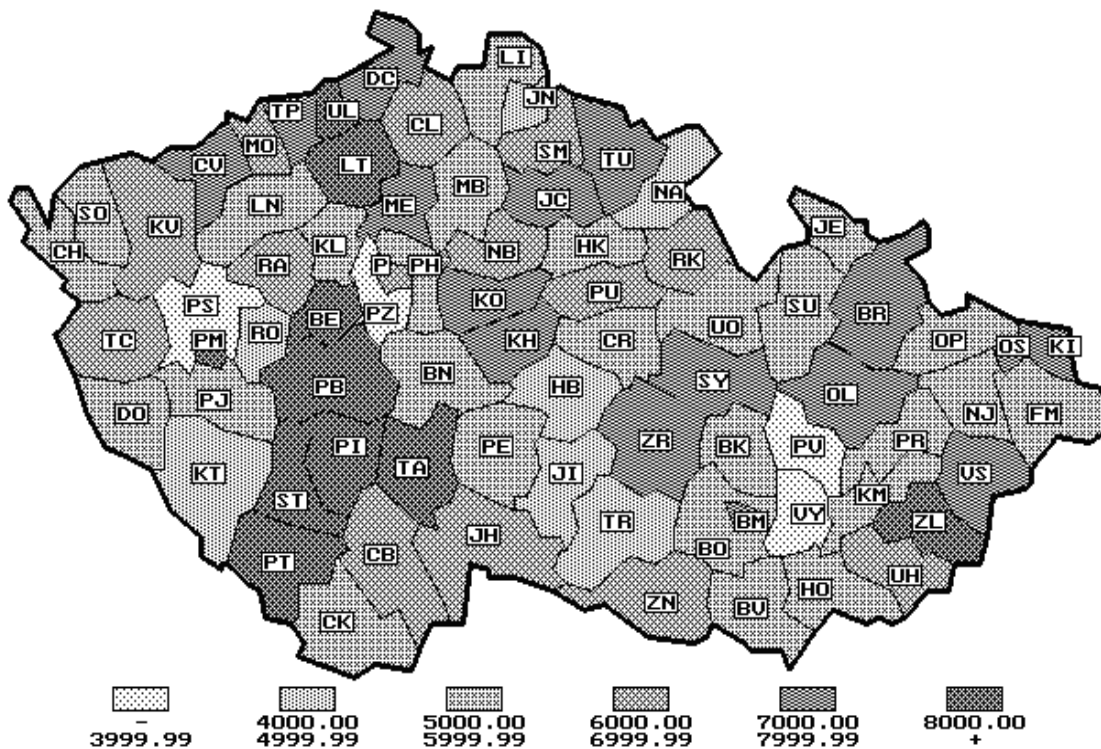 LI
DC
JN
TP UL
CL
MO
SM
CV LT TU
MB
NA
ME JC
SO LN
KV JE
CH KL HK
P PH NB
RA RK
PS KO PU SU
PZ BR
BE
RO UO
TC PM KH CR OP OS KI
BN
PB HB SY
PJ OL
DO NJ FM
PI PE ZR BK PV PR
KT TA JI VS
ST KM
TR BM VY ZL
JH
CB BO
PT UH
ZN HO
CK BV
- 4000.00 5000.00 6000.00 7000.00 8000.00
3999.99 4999.99 5999.99 6999.99 7999.99 +